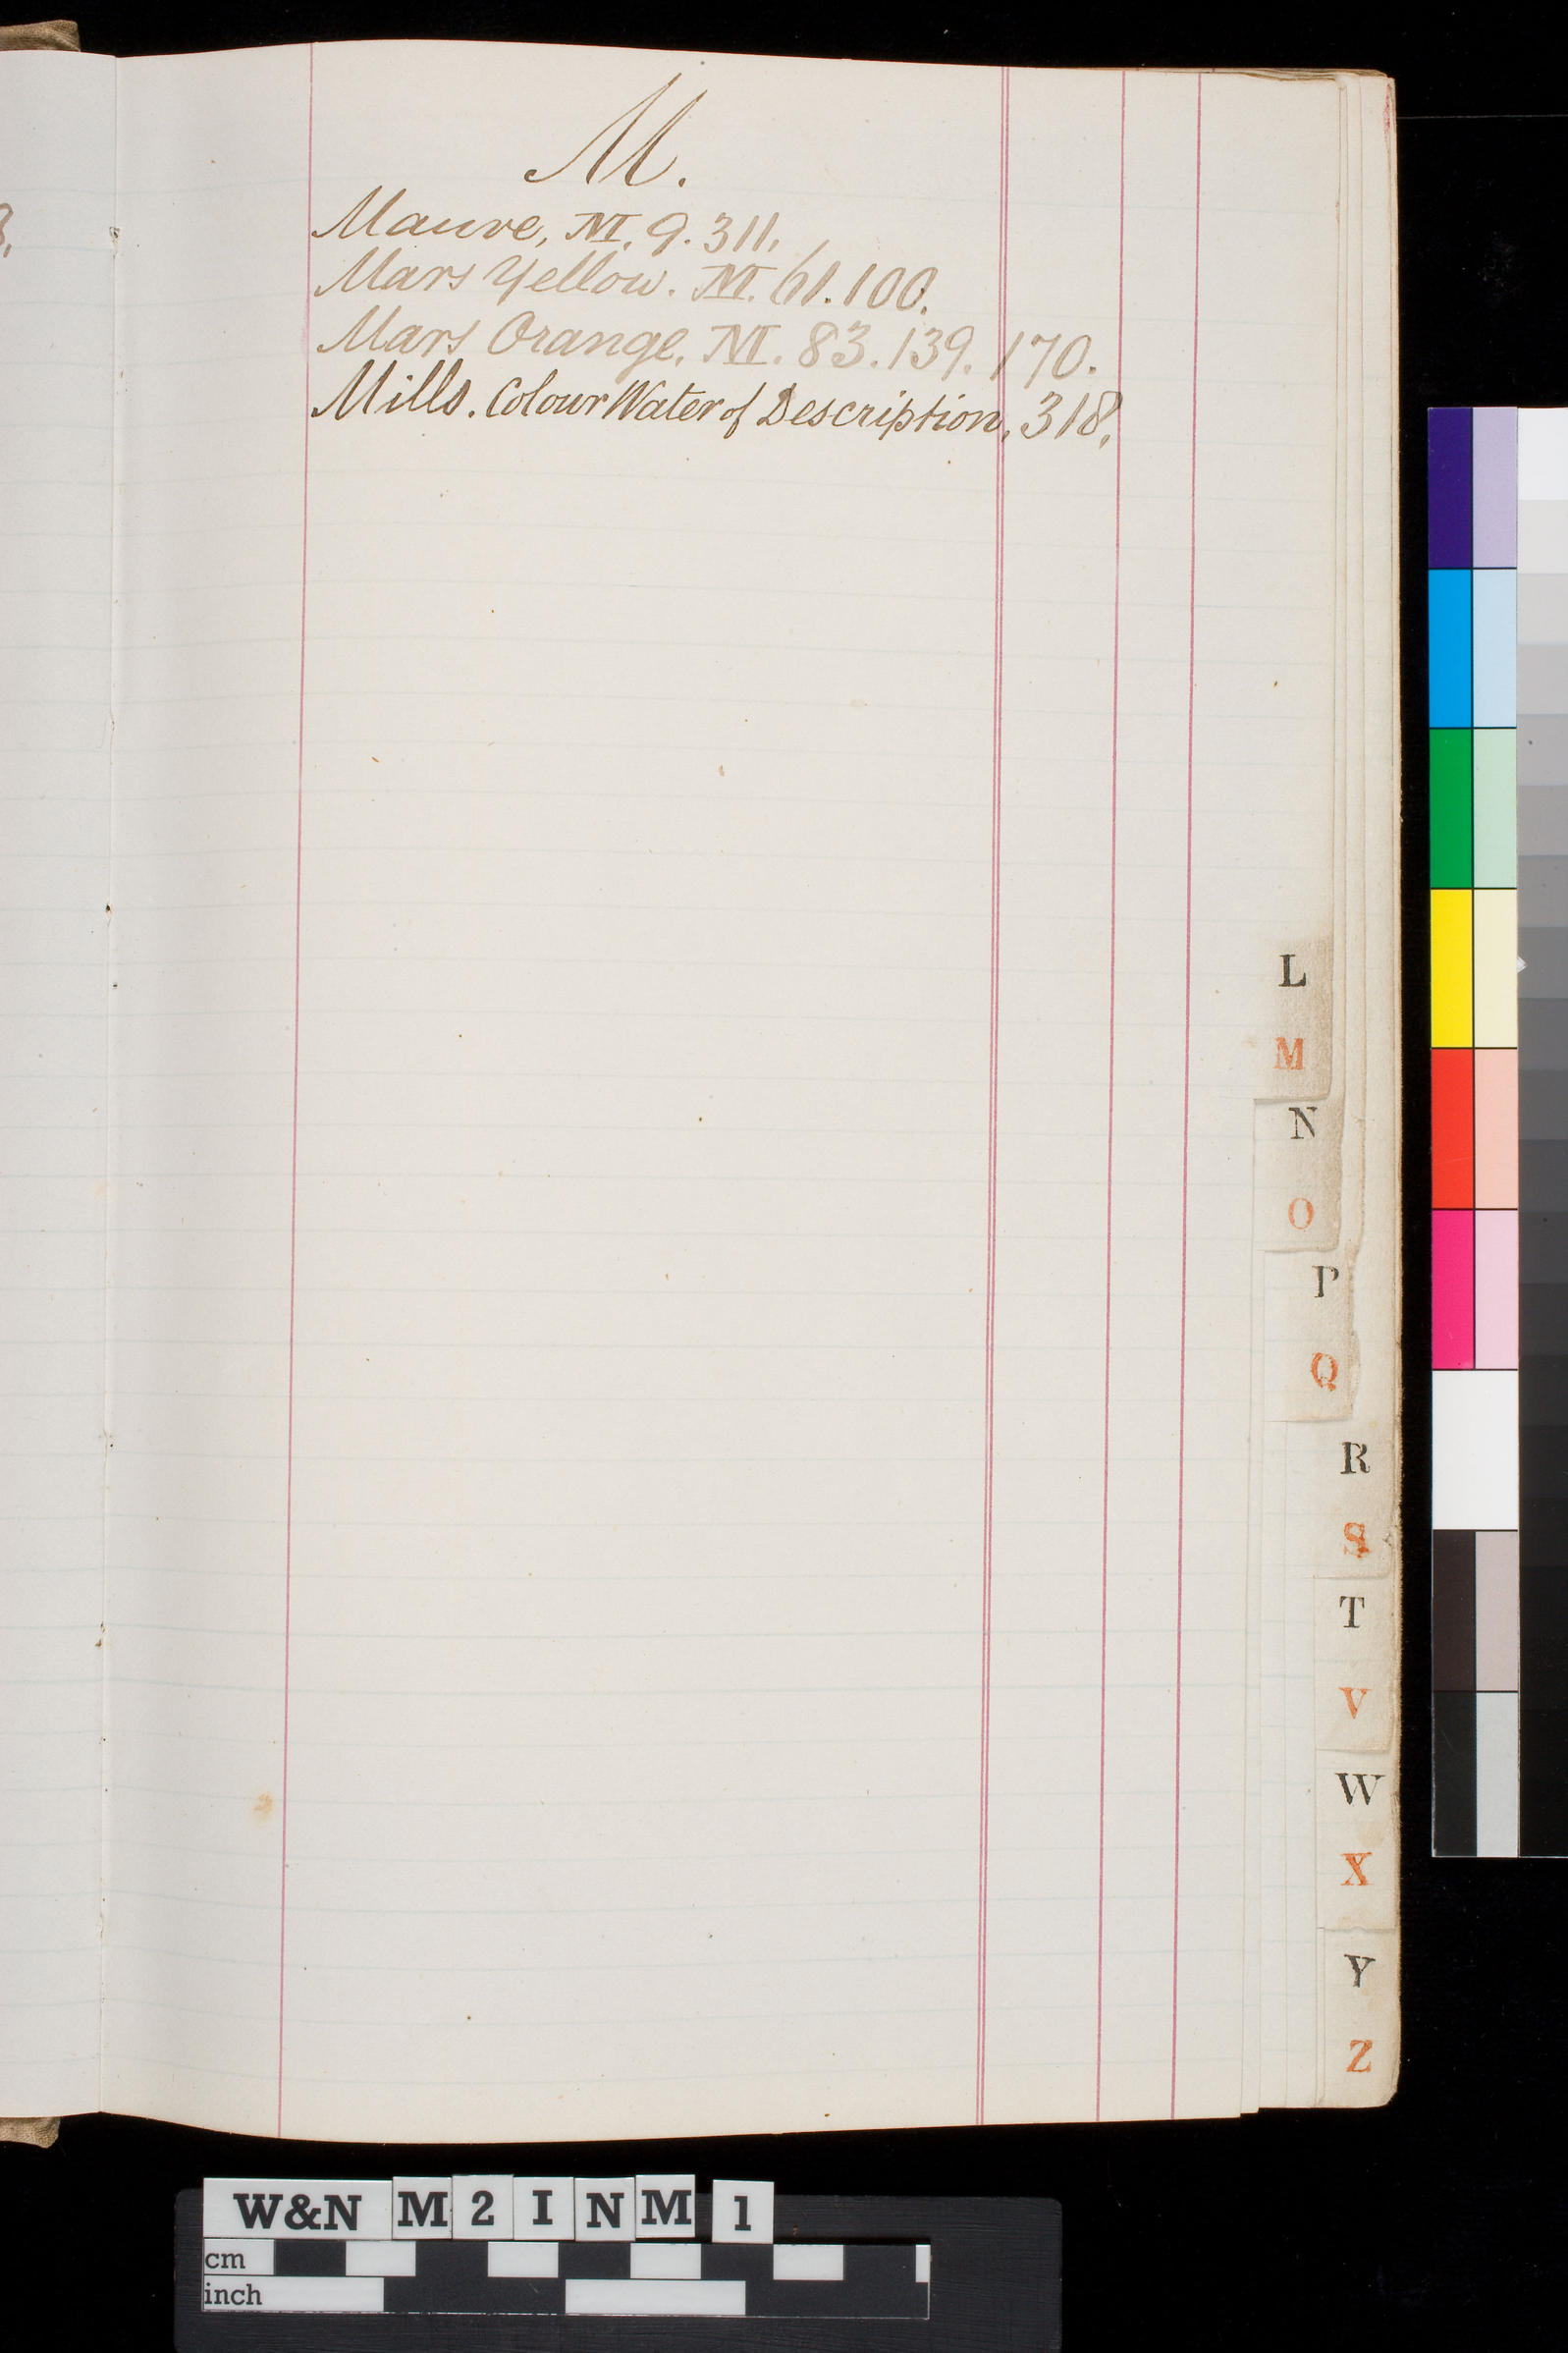 M.
Mauve, M. 9. 311.
Mars Yellow. M. 61. 100.
Mars Orange. M. 83. 139. 170.
Mills. Colour Water of Description. 318.
L
M
N
O
P
Q
R
S
T
V
W
X
Y
Z
W&N M 2 I N M 1
cm
inch